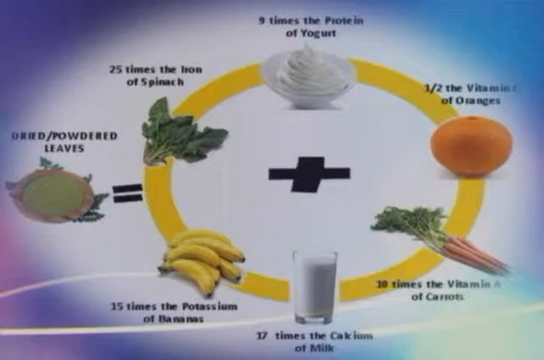 9 times the Protein
of Yogurt
25 times the Iron
of Spinach
1/2 the Vitamin C
of Oranges
DRIED/POWDERED
LEAVES
=
+
10 times the Vitamin A
of Carrots
15 times the Potassium
of Bananas
17 times the Calcium
of Milk